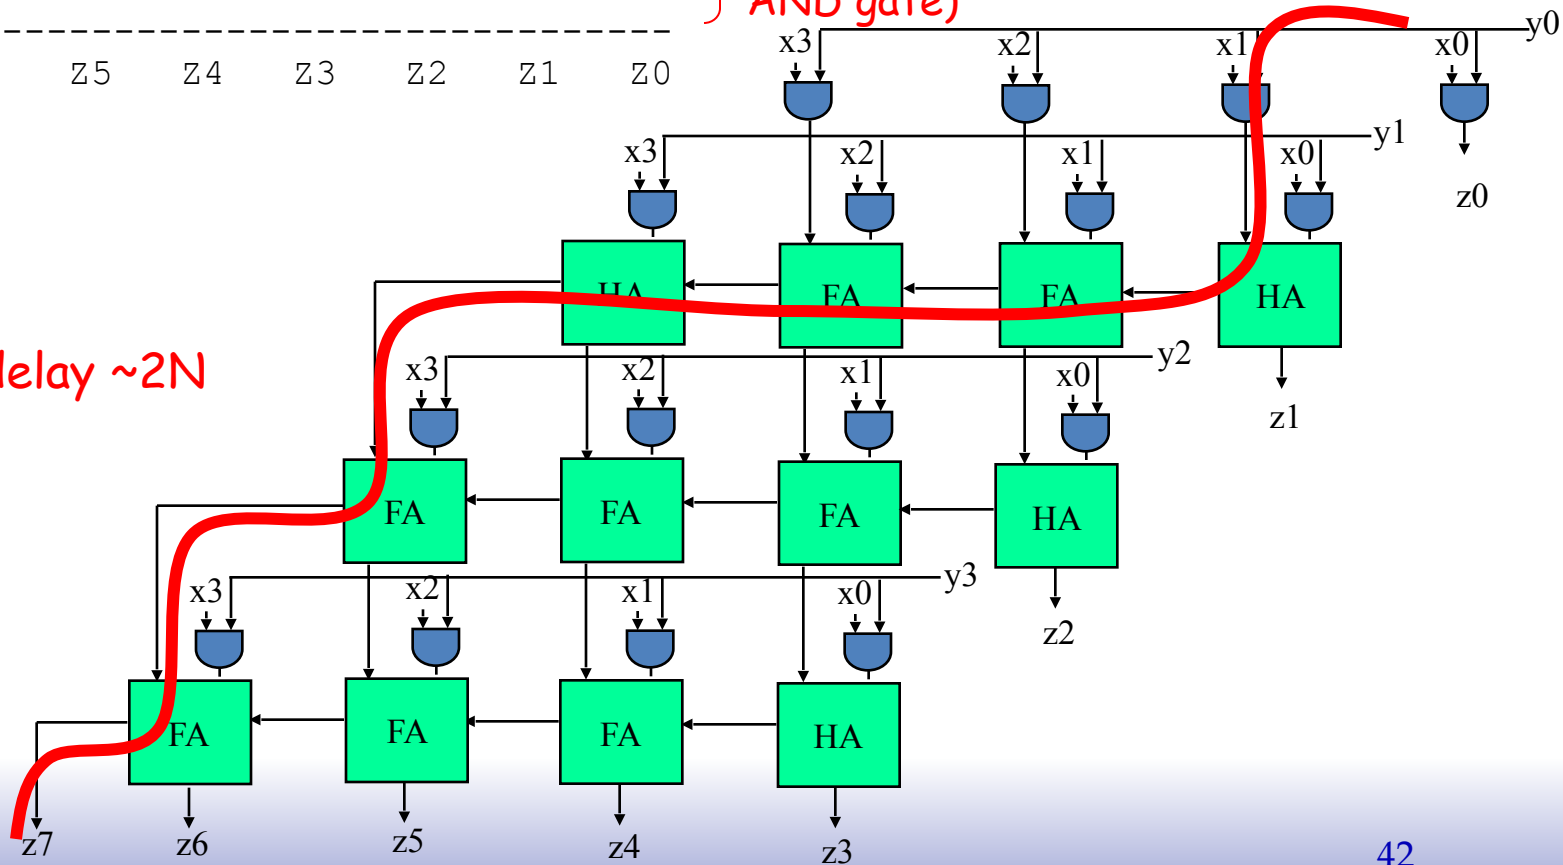 AND gate)
------------------------------
Z5 Z4 Z3 Z2 Z1 Z0
y0
x3 x2 x1 x0
y1
x3 x2 x1 x0
z0
HA FA FA HA
delay ~2N
y2
x3 x2 x1 x0
z1
FA FA FA HA
y3
x3 x2 x1 x0
z2
FA FA FA HA
z7 z6 z5 z4 z3
42